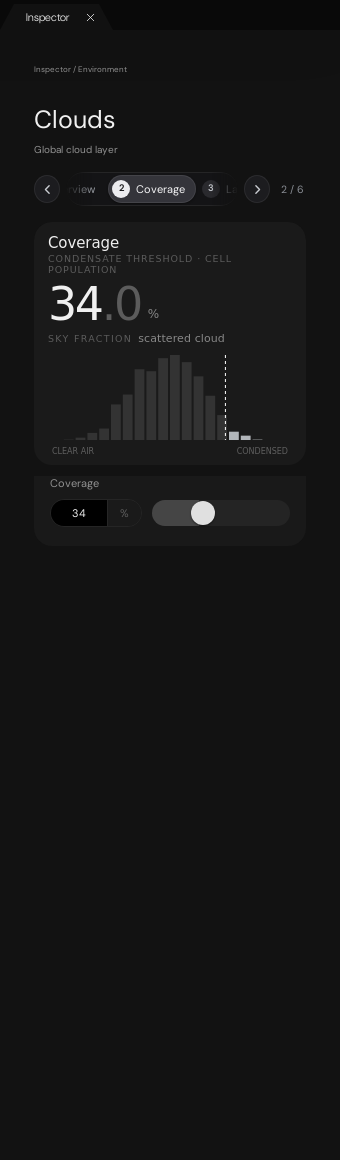 Inspector
Inspector / Environment
Clouds
Global cloud layer
view 2 Coverage 3 2 / 6
Coverage
CONDENSATE THRESHOLD · CELL
POPULATION
34.0 %
SKY FRACTION scattered cloud
CLEAR AIR CONDENSED
Coverage
34 %